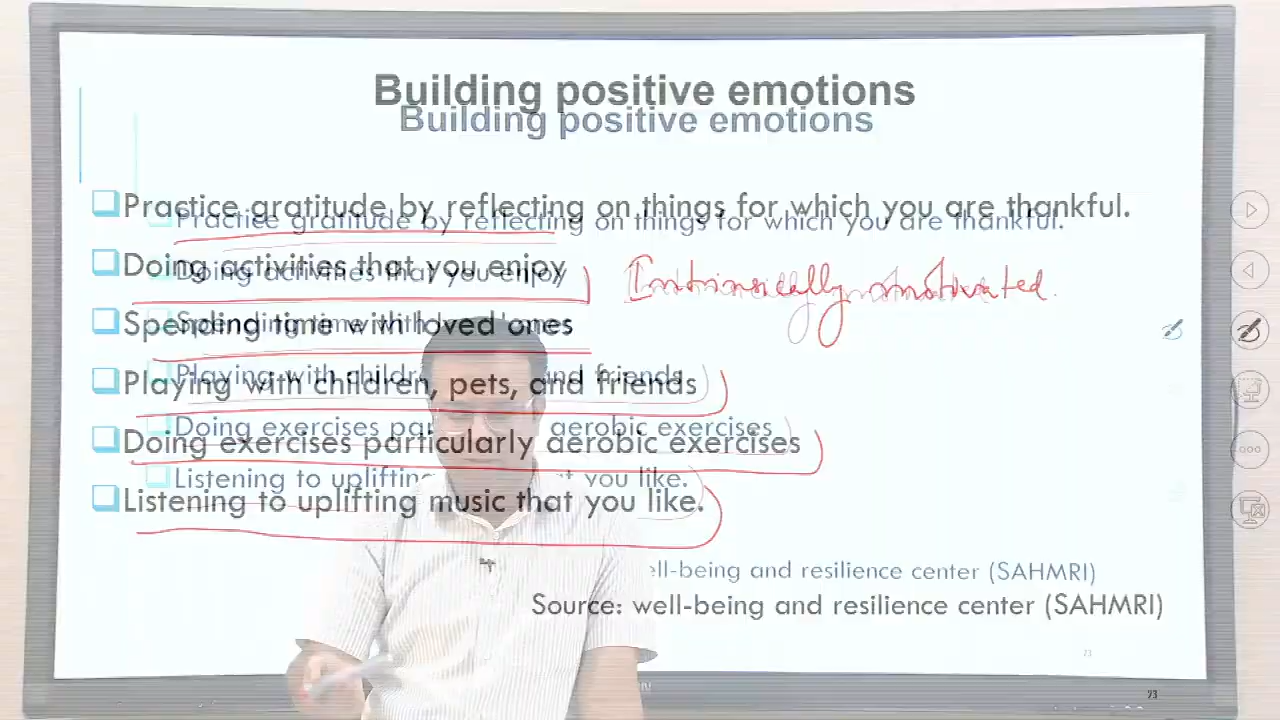 Building positive emotions
Practice gratitude by reflecting on things for which you are thankful.
Doing activities that you enjoy
Intrinsically motivated.
Spending time with loved ones
Playing with children, pets, and friends
Doing exercises particularly aerobic exercises
Listening to uplifting music that you like.
Source: well-being and resilience center (SAHMRI)
23